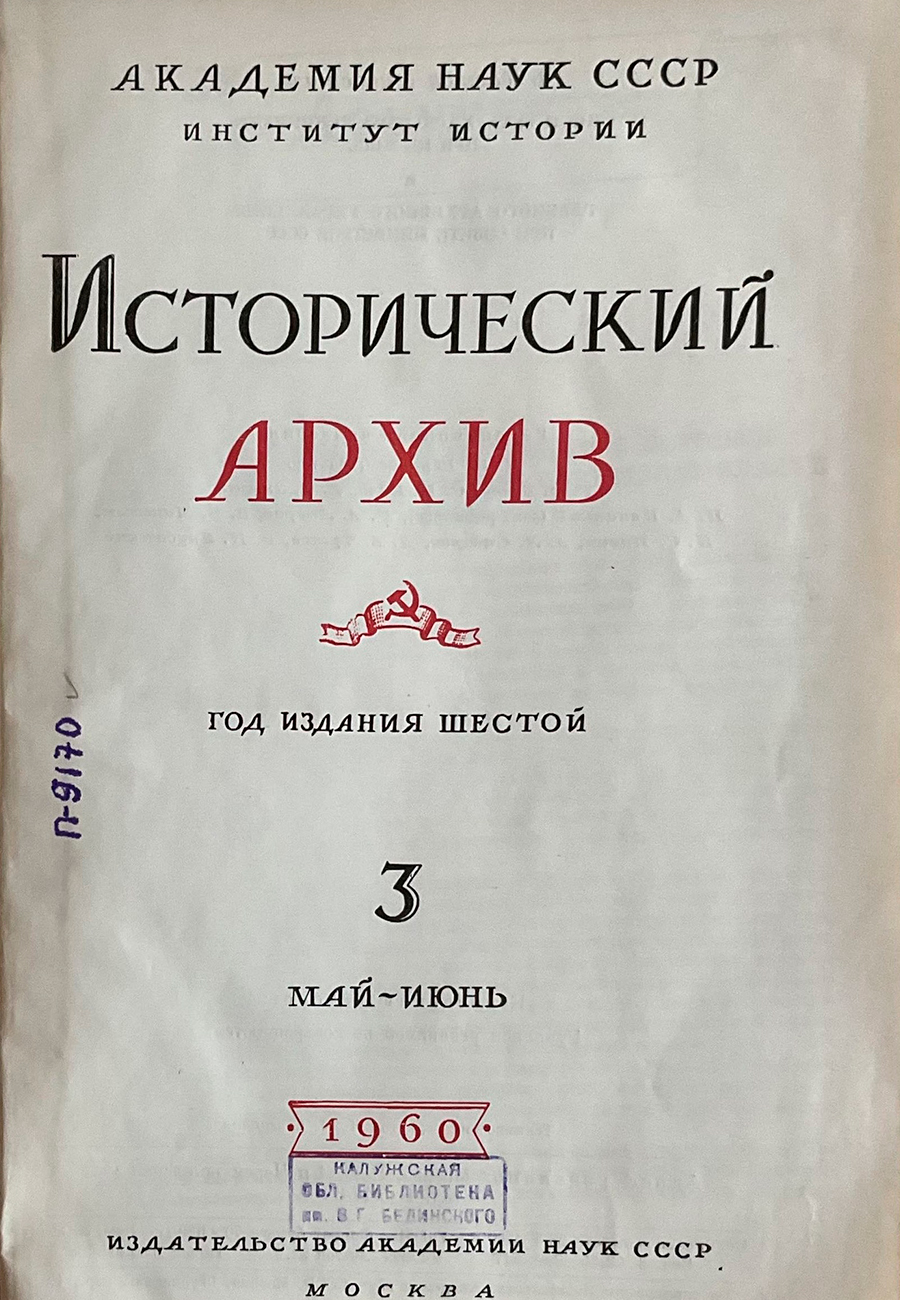 АКАДЕМИЯ НАУК СССР
ИНСТИТУТ ИСТОРИИ
ИСТОРИЧЕСКИЙ
АРХИВ
ГОД ИЗДАНИЯ ШЕСТОЙ
П-9170
3
МАЙ~ИЮНЬ
1960
КАЛУЖСКАЯ
ОБЛ. БИБЛИОТЕКА
им. В.Г. БЕЛИНСКОГО
ИЗДАТЕЛЬСТВО АКАДЕМИИ НАУК СССР
МОСКВА